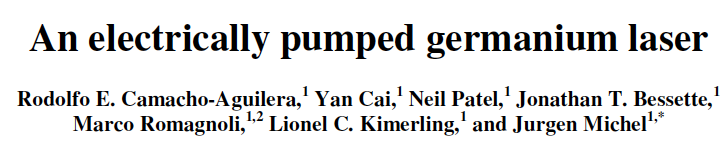 An electrically pumped germanium laser
Rodolfo E. Camacho-Aguilera,¹ Yan Cai,¹ Neil Patel,¹ Jonathan T. Bessette,¹
Marco Romagnoli,¹,² Lionel C. Kimerling,¹ and Jurgen Michel¹,*